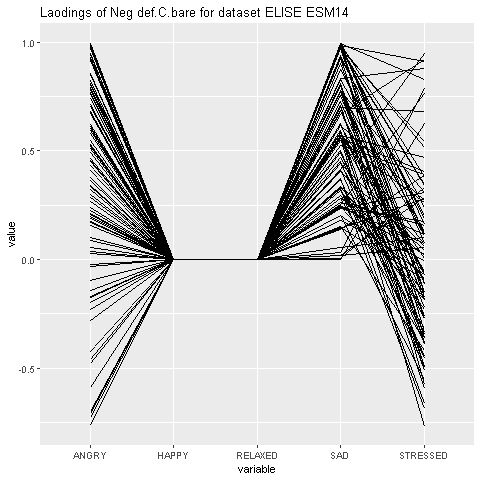 Laodings of Neg def.C.bare for dataset ELISE ESM14
1.0
0.5
0.0
-0.5
value
ANGRY HAPPY RELAXED SAD STRESSED
variable